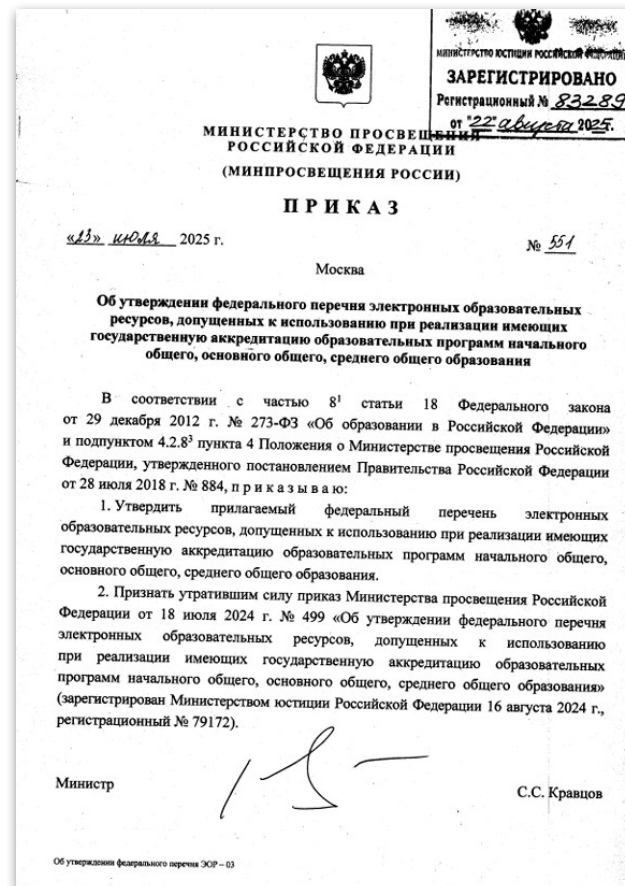 МИНИСТЕРСТВО ЮСТИЦИИ РОССИЙСКОЙ ФЕДЕРАЦИИ
ЗАРЕГИСТРИРОВАНО
Регистрационный № 83289
от "22" августа 2025.
МИНИСТЕРСТВО ПРОСВЕЩЕНИЯ
РОССИЙСКОЙ ФЕДЕРАЦИИ
(МИНПРОСВЕЩЕНИЯ РОССИИ)
ПРИКАЗ
«23» июля 2025 г.
№ 551
Москва
Об утверждении федерального перечня электронных образовательных
ресурсов, допущенных к использованию при реализации имеющих
государственную аккредитацию образовательных программ начального
общего, основного общего, среднего общего образования
В соответствии с частью 8¹ статьи 18 Федерального закона
от 29 декабря 2012 г. № 273-ФЗ «Об образовании в Российской Федерации»
и подпунктом 4.2.8³ пункта 4 Положения о Министерстве просвещения Российской
Федерации, утвержденного постановлением Правительства Российской Федерации
от 28 июля 2018 г. № 884, п р и к а з ы в а ю:
1. Утвердить прилагаемый федеральный перечень электронных
образовательных ресурсов, допущенных к использованию при реализации имеющих
государственную аккредитацию образовательных программ начального общего,
основного общего, среднего общего образования.
2. Признать утратившим силу приказ Министерства просвещения Российской
Федерации от 18 июля 2024 г. № 499 «Об утверждении федерального перечня
электронных образовательных ресурсов, допущенных к использованию
при реализации имеющих государственную аккредитацию образовательных
программ начального общего, основного общего, среднего общего образования»
(зарегистрирован Министерством юстиции Российской Федерации 16 августа 2024 г.,
регистрационный № 79172).
Министр
С.С. Кравцов
Об утверждении федерального перечня ЭОР – 03